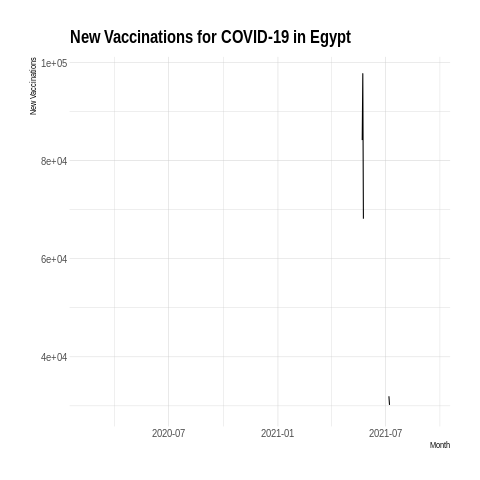 New Vaccinations for COVID-19 in Egypt
New Vaccinations
1e+05
8e+04
6e+04
4e+04
2020-07
2021-01
2021-07
Month